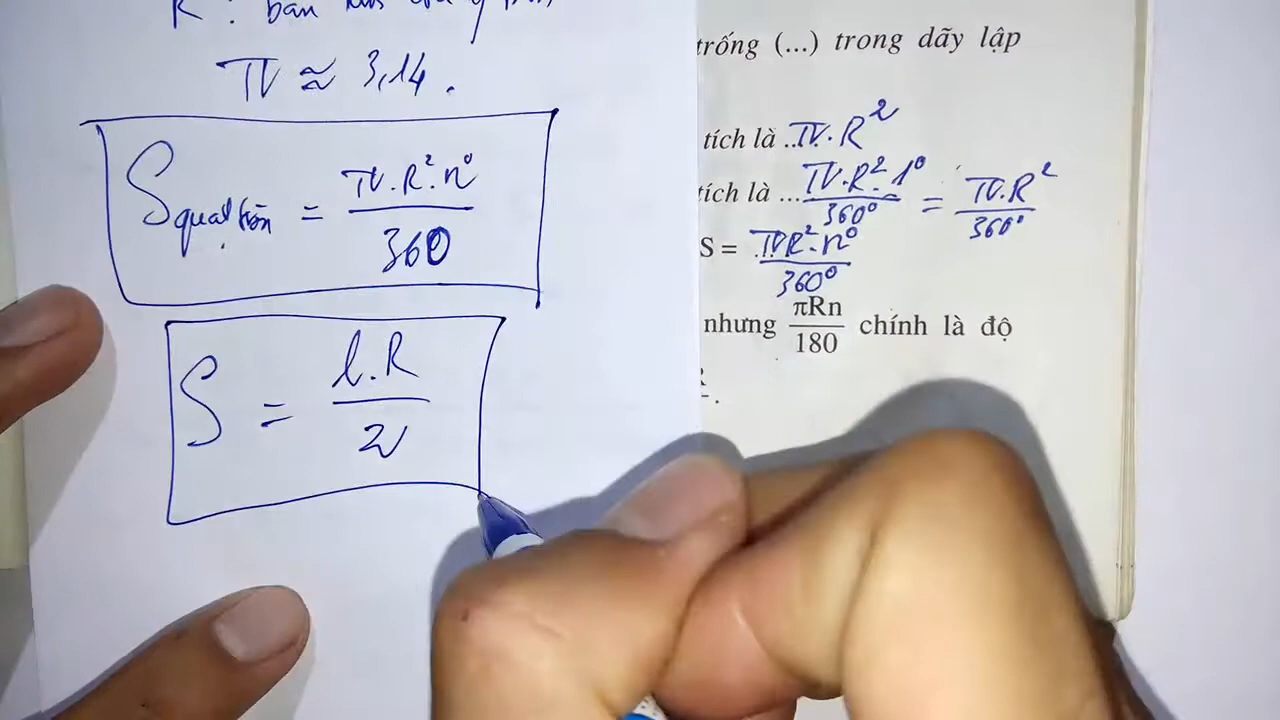 R : bán
π ≈ 3,14.
S quạt tròn = π.R².n° / 360
S = l.R / 2
trống (...) trong dãy lập
tích là ...π.R²
tích là ...π.R².1° / 360° = π.R² / 360°
S = ...πR².n° / 360°
nhưng πRn / 180 chính là độ